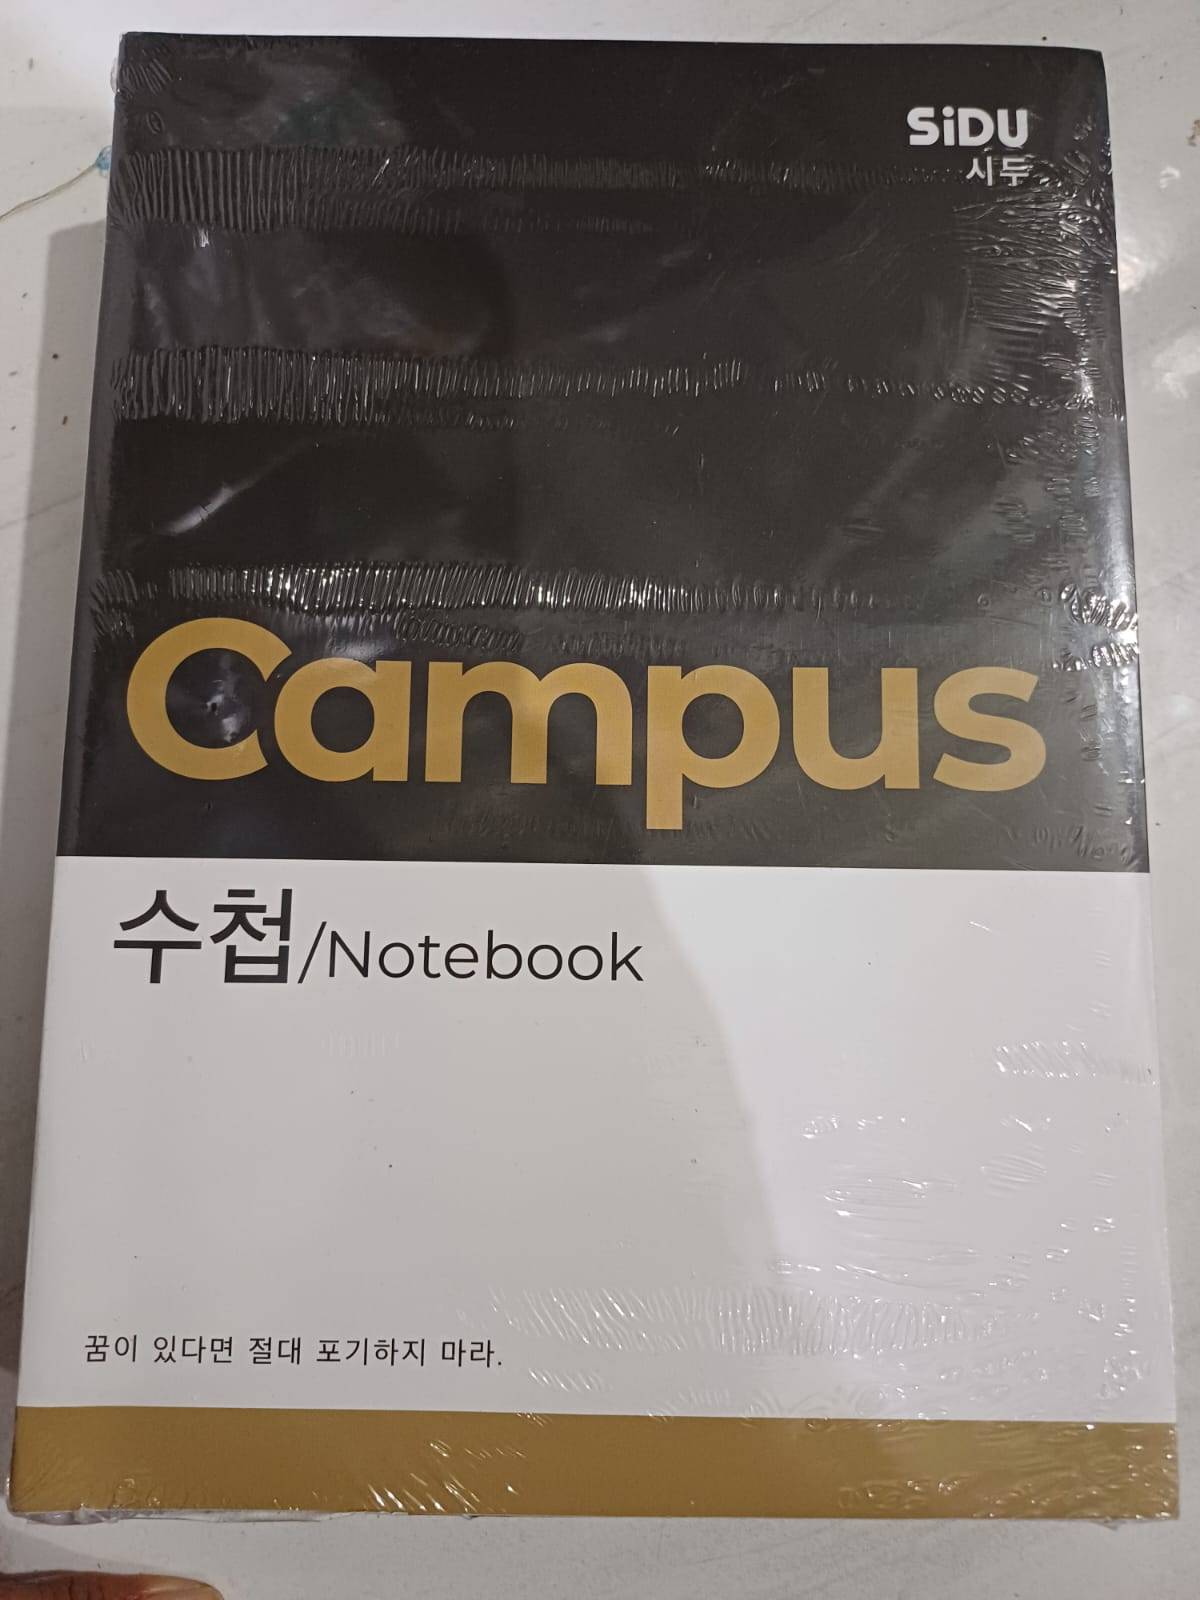 SiDU
시두
Campus
수첩/Notebook
꿈이 있다면 절대 포기하지 마라.